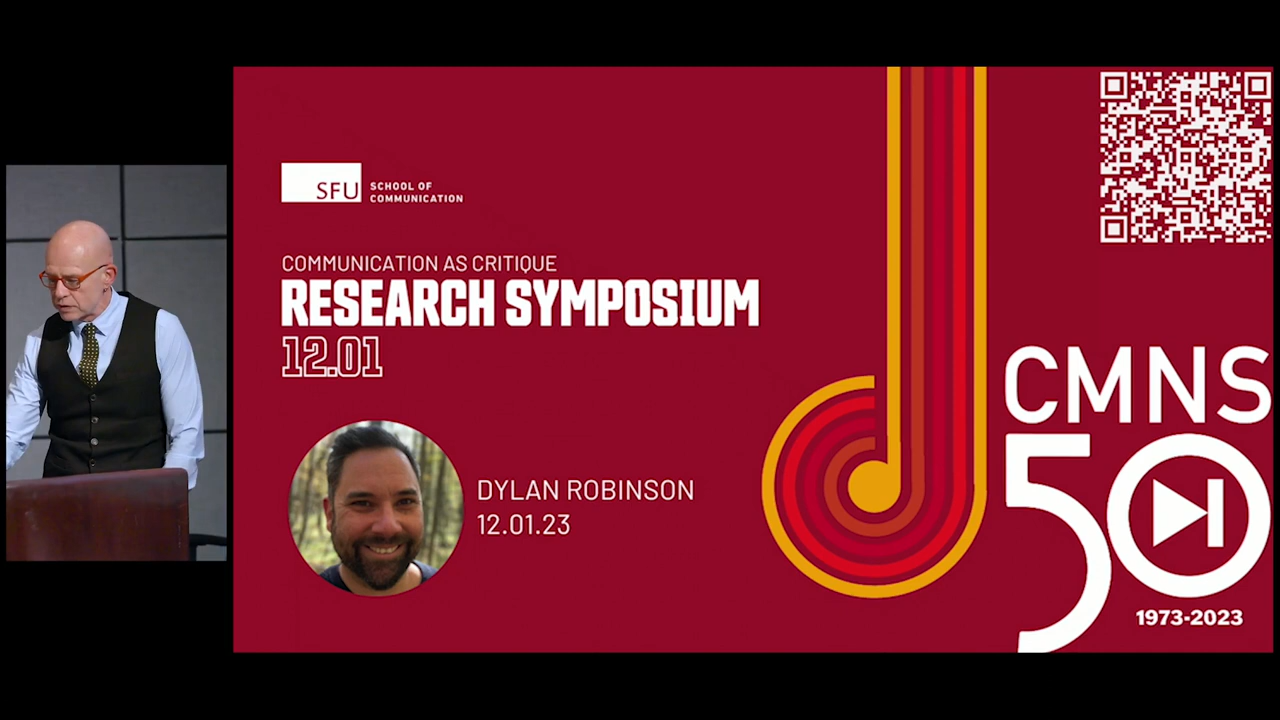 SFU
SCHOOL OF
COMMUNICATION
COMMUNICATION AS CRITIQUE
RESEARCH SYMPOSIUM
12.01
DYLAN ROBINSON
12.01.23
CMNS
50
1973-2023